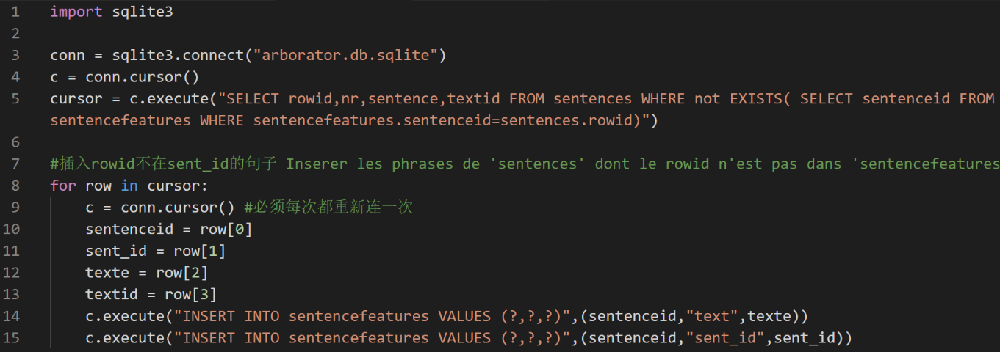 1 import sqlite3
2
3 conn = sqlite3.connect("arborator.db.sqlite")
4 c = conn.cursor()
5 cursor = c.execute("SELECT rowid,nr,sentence,textid FROM sentences WHERE not EXISTS( SELECT sentenceid FROM
sentencefeatures WHERE sentencefeatures.sentenceid=sentences.rowid)")
6
7 #插入rowid不在sent_id的句子 Inserer les phrases de 'sentences' dont le rowid n'est pas dans 'sentencefeatures
8 for row in cursor:
9 c = conn.cursor() #必须每次都重新连一次
10 sentenceid = row[0]
11 sent_id = row[1]
12 texte = row[2]
13 textid = row[3]
14 c.execute("INSERT INTO sentencefeatures VALUES (?,?,?)",(sentenceid,"text",texte))
15 c.execute("INSERT INTO sentencefeatures VALUES (?,?,?)",(sentenceid,"sent_id",sent_id))